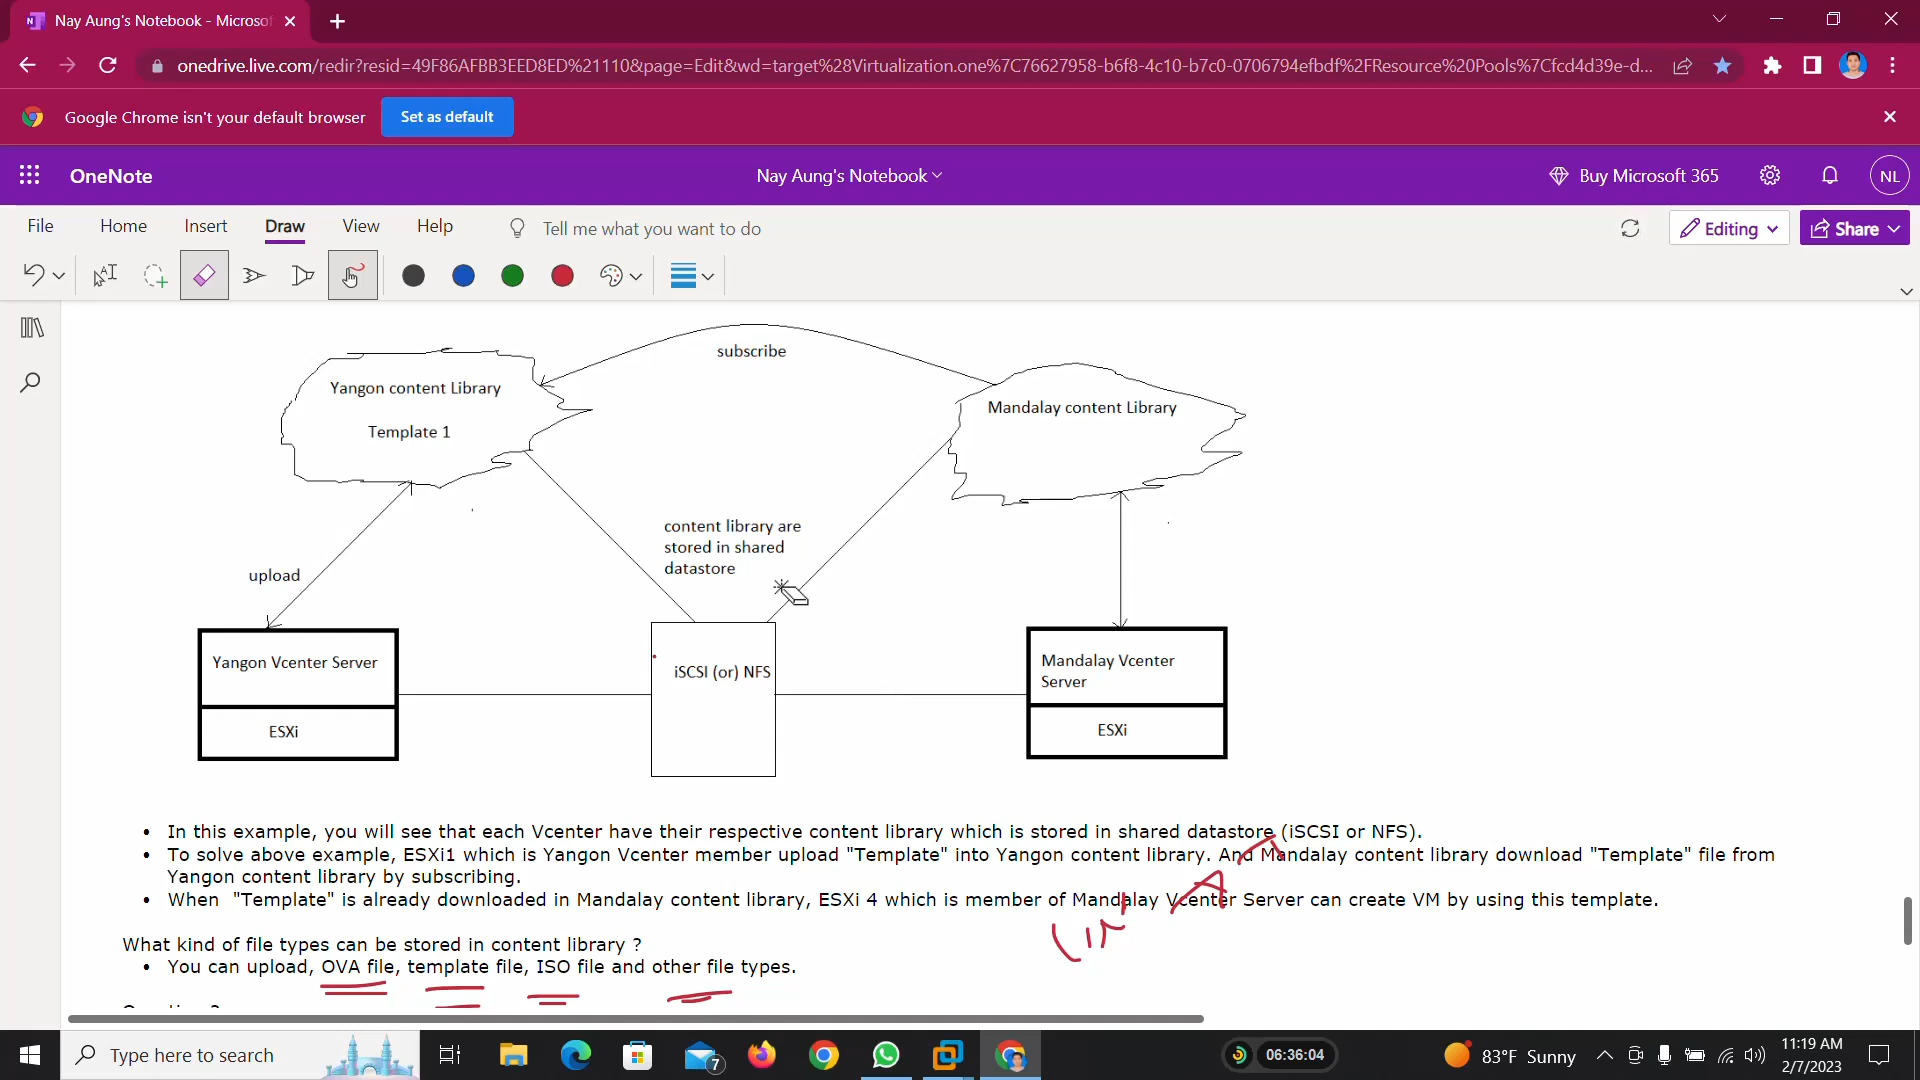 Nay Aung's Notebook - Microsof
onedrive.live.com/redir?resid=49F86AFBB3EED8ED%21110&page=Edit&wd=target%28Virtualization.one%7C76627958-b6f8-4c10-b7c0-0706794efbdf%2FResource%20Pools%7Cfcd4d39e-d...
Google Chrome isn't your default browser Set as default
OneNote Nay Aung's Notebook Buy Microsoft 365 NL
File Home Insert Draw View Help Tell me what you want to do Editing Share
subscribe
Yangon content Library
Template 1
Mandalay content Library
content library are
stored in shared
datastore
upload
Yangon Vcenter Server
ESXi
iSCSI (or) NFS
Mandalay Vcenter
Server
ESXi
• In this example, you will see that each Vcenter have their respective content library which is stored in shared datastore (iSCSI or NFS).
• To solve above example, ESXi1 which is Yangon Vcenter member upload "Template" into Yangon content library. And Mandalay content library download "Template" file from
Yangon content library by subscribing.
• When "Template" is already downloaded in Mandalay content library, ESXi 4 which is member of Mandalay Vcenter Server can create VM by using this template.
What kind of file types can be stored in content library ?
• You can upload, OVA file, template file, ISO file and other file types.
Type here to search
7
06:36:04
83°F Sunny
11:19 AM
2/7/2023